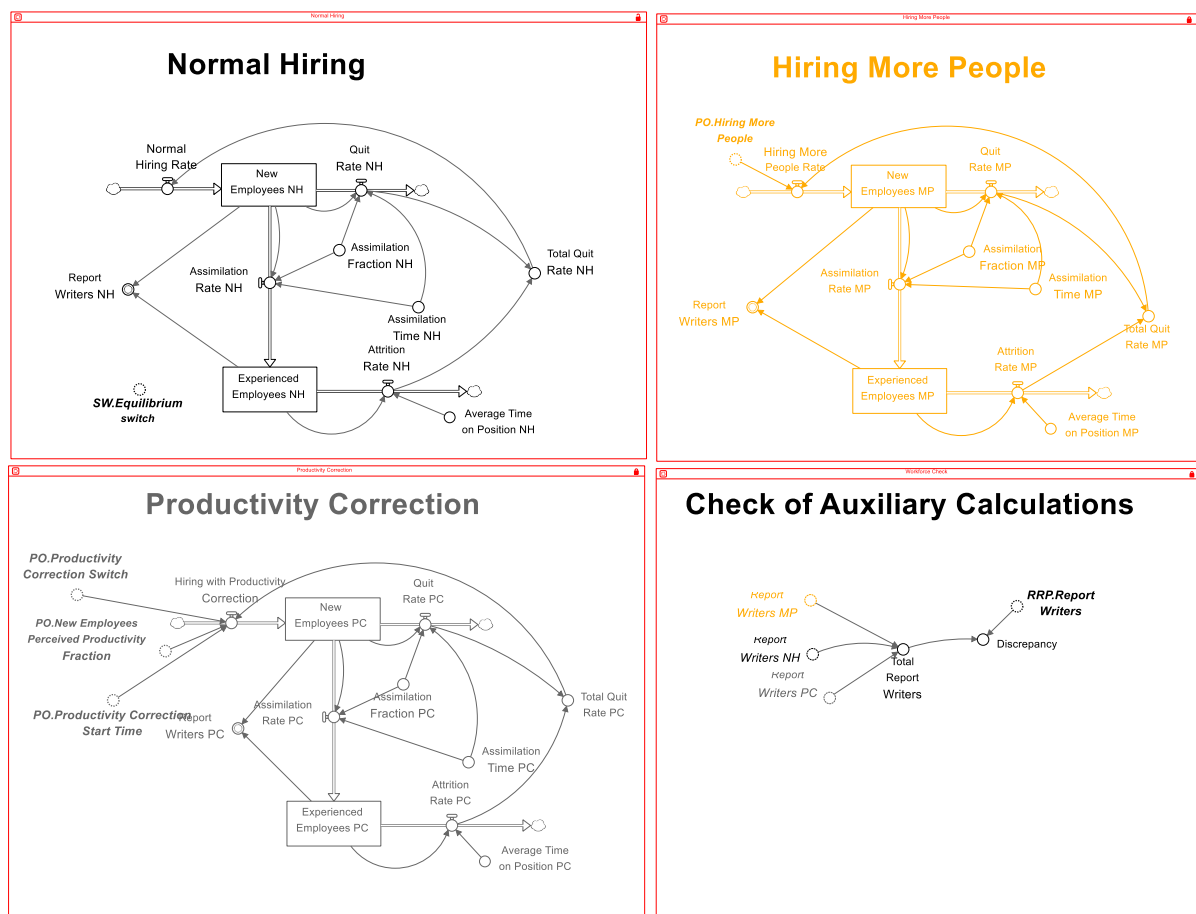 Normal Hiring
Normal Hiring
Normal
Hiring Rate
Quit
Rate NH
New
Employees NH
Assimilation
Fraction NH
Total Quit
Rate NH
Assimilation
Rate NH
Report
Writers NH
Assimilation
Time NH
Attrition
Rate NH
Experienced
Employees NH
SW.Equilibrium
switch
Average Time
on Position NH
Hiring More People
Hiring More People
PO.Hiring More
People
Hiring More
People Rate
Quit
Rate MP
New
Employees MP
Assimilation
Fraction MP
Assimilation
Rate MP
Assimilation
Time MP
Report
Writers MP
Total Quit
Rate MP
Attrition
Rate MP
Experienced
Employees MP
Average Time
on Position MP
Productivity Correction
Productivity Correction
PO.Productivity
Correction Switch
Hiring with Productivity
Correction
Quit
Rate PC
New
Employees PC
PO.New Employees
Perceived Productivity
Fraction
Assimilation
Fraction PC
Total Quit
Rate PC
Assimilation
Rate PC
PO.Productivity Correction
Start Time
Report
Writers PC
Assimilation
Time PC
Attrition
Rate PC
Experienced
Employees PC
Average Time
on Position PC
Workforce Check
Check of Auxiliary Calculations
Report
Writers MP
RRP.Report
Writers
Report
Writers NH
Discrepancy
Total
Report
Writers
Report
Writers PC